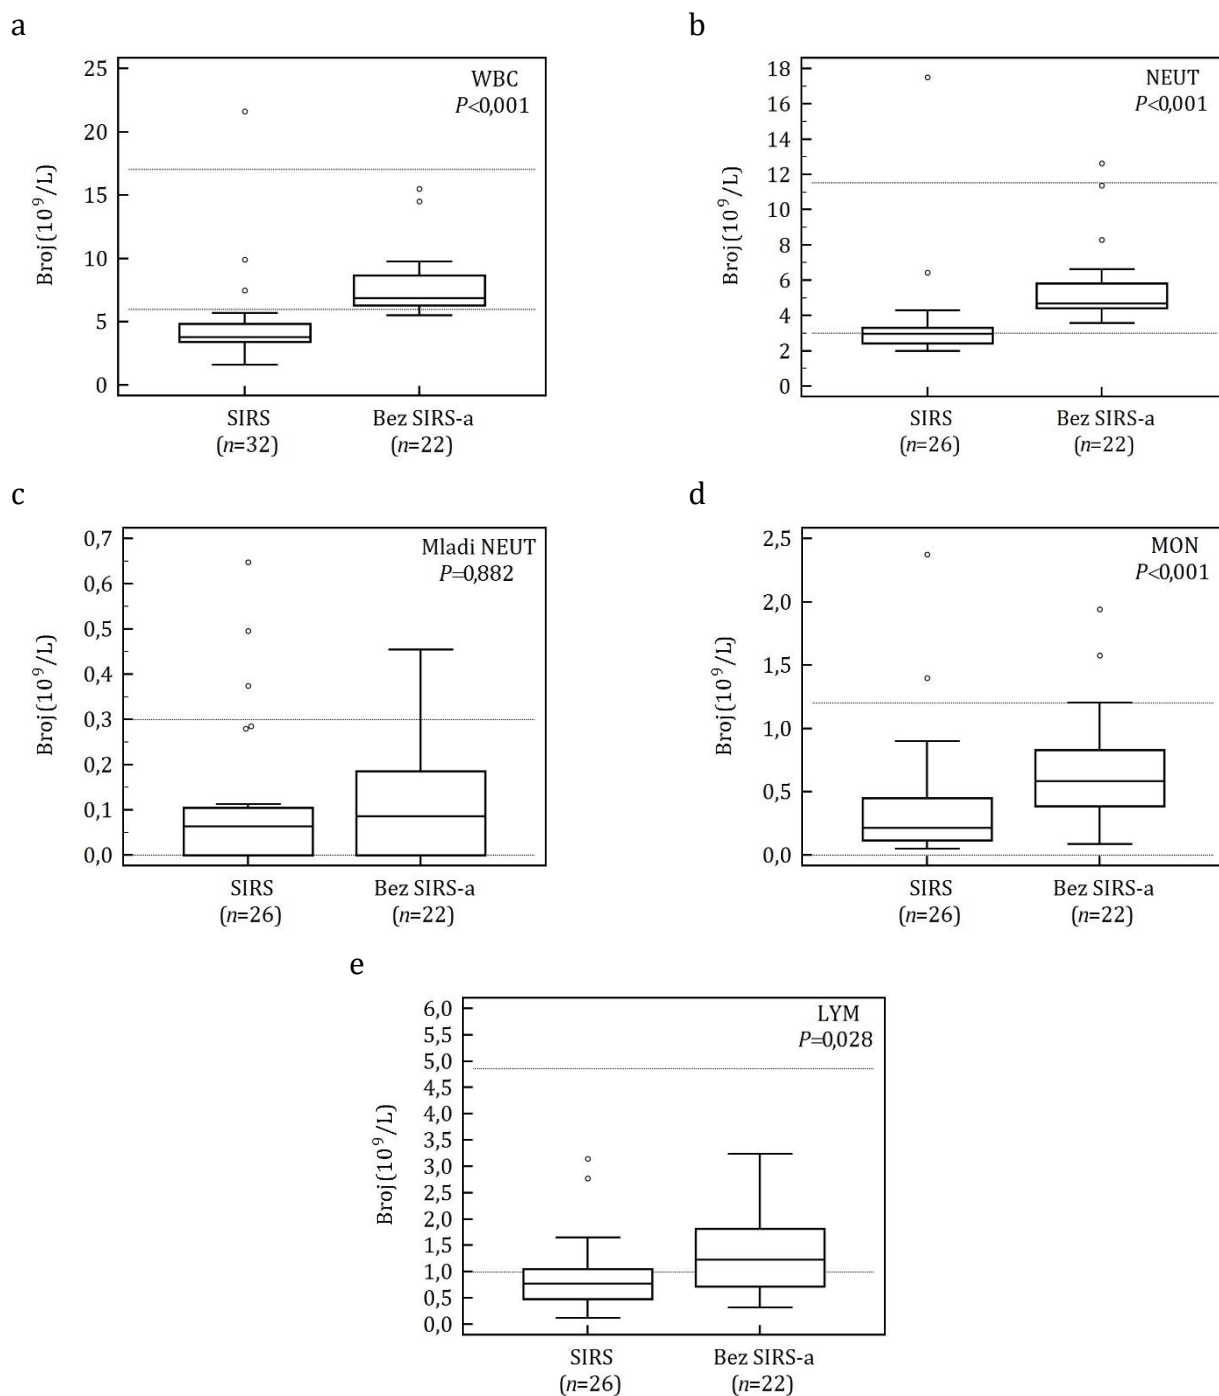 a
WBC
P<0,001
25
20
15
10
5
0
Broj (10⁹/L)
SIRS
(n=32)
Bez SIRS-a
(n=22)
b
NEUT
P<0,001
18
16
14
12
10
8
6
4
2
0
Broj (10⁹/L)
SIRS
(n=26)
Bez SIRS-a
(n=22)
c
Mladi NEUT
P=0,882
0,7
0,6
0,5
0,4
0,3
0,2
0,1
0,0
Broj (10⁹/L)
SIRS
(n=26)
Bez SIRS-a
(n=22)
d
MON
P<0,001
2,5
2,0
1,5
1,0
0,5
0,0
Broj (10⁹/L)
SIRS
(n=26)
Bez SIRS-a
(n=22)
e
LYM
P=0,028
6,0
5,5
5,0
4,5
4,0
3,5
3,0
2,5
2,0
1,5
1,0
0,5
0,0
Broj (10⁹/L)
SIRS
(n=26)
Bez SIRS-a
(n=22)